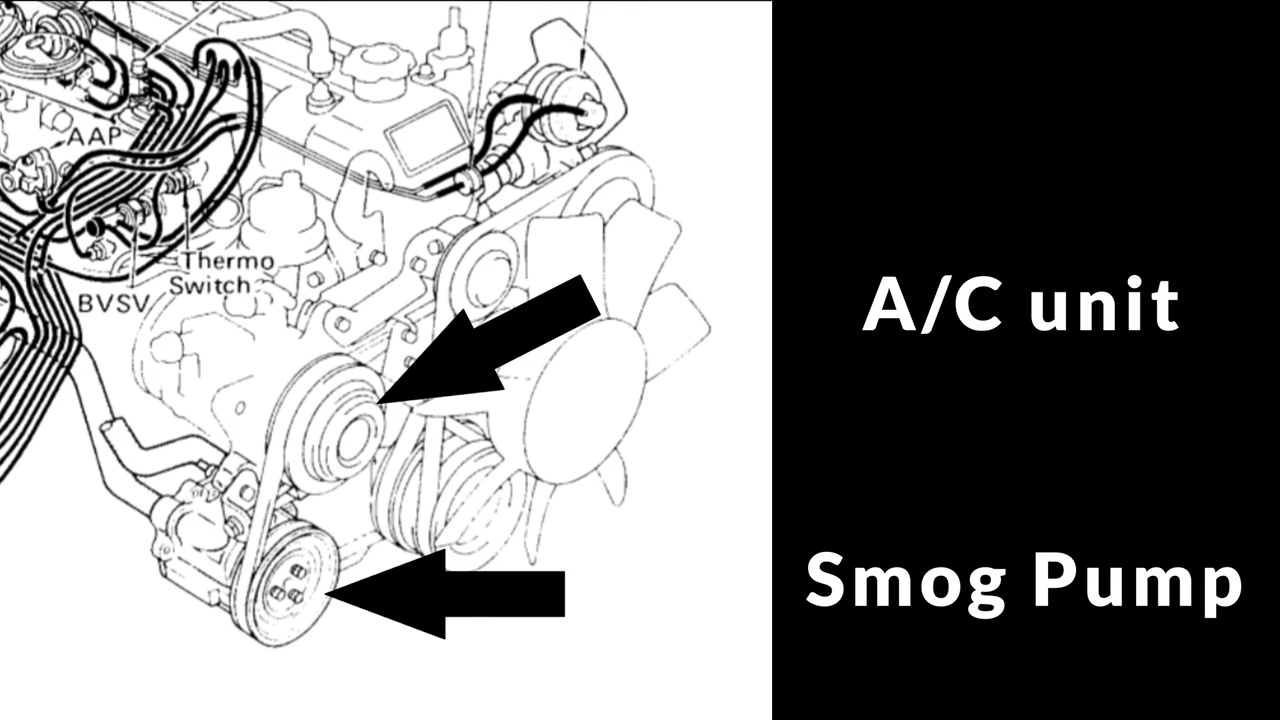 AAP
Thermo
Switch
BVSV
A/C unit
Smog Pump